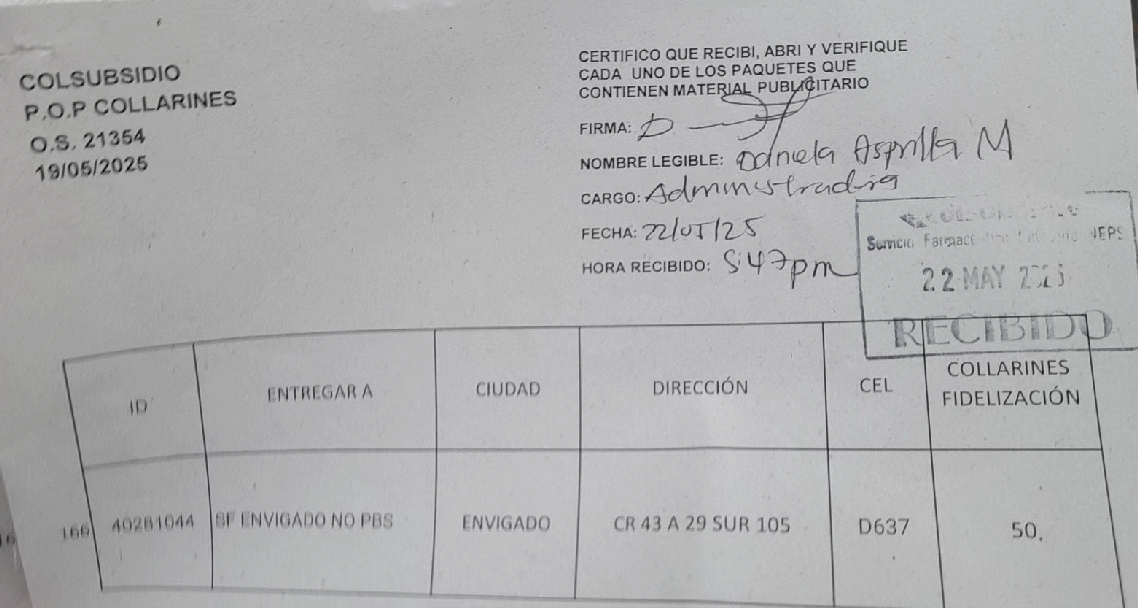 COLSUBSIDIO
P.O.P COLLARINES
O.S. 21354
19/05/2025
CERTIFICO QUE RECIBI, ABRI Y VERIFIQUE
CADA UNO DE LOS PAQUETES QUE
CONTIENEN MATERIAL PUBLICITARIO
FIRMA:
NOMBRE LEGIBLE: Daniela Asprilla M
CARGO: Administradora
FECHA: 22/05/25
HORA RECIBIDO: 5:47pm
Servicio
22 MAY
RECIBIDO
ID ENTREGAR A CIUDAD DIRECCIÓN CEL COLLARINES FIDELIZACIÓN
166 40281044 SF ENVIGADO NO PBS ENVIGADO CR 43 A 29 SUR 105 D637 50.